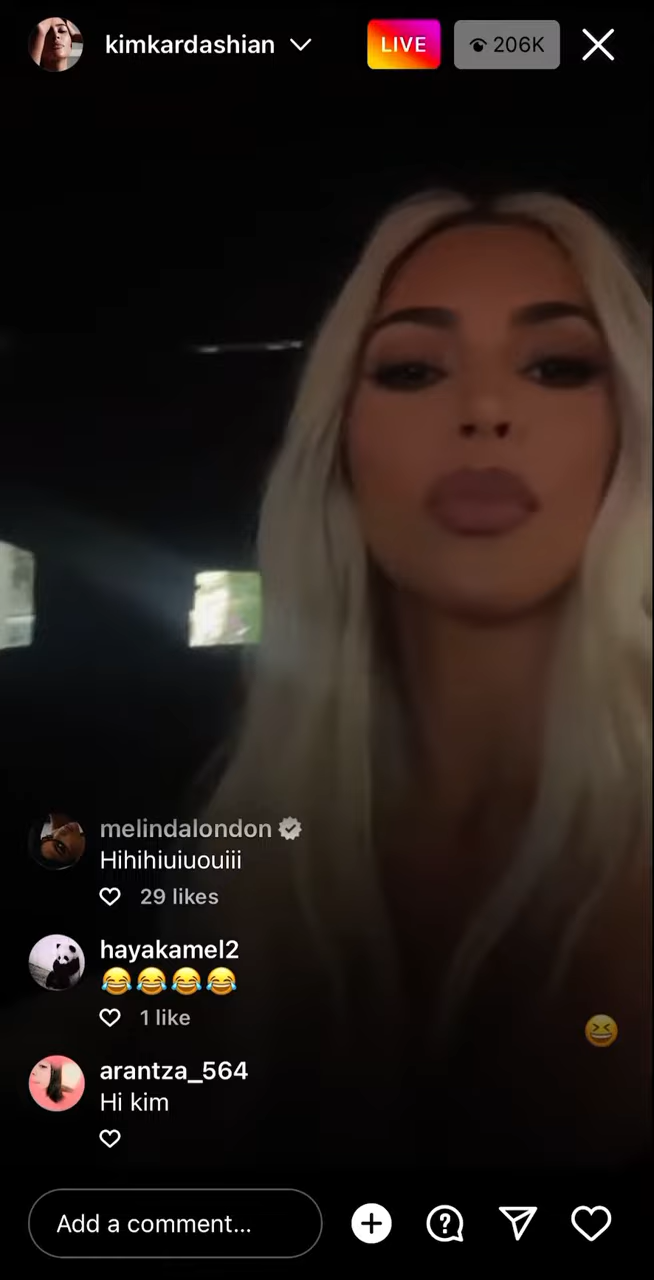 kimkardashian
LIVE
206K
melindalondon
Hihihiuiuouiii
29 likes
hayakamel2
😂😂😂😂
1 like
arantza_564
Hi kim
Add a comment...